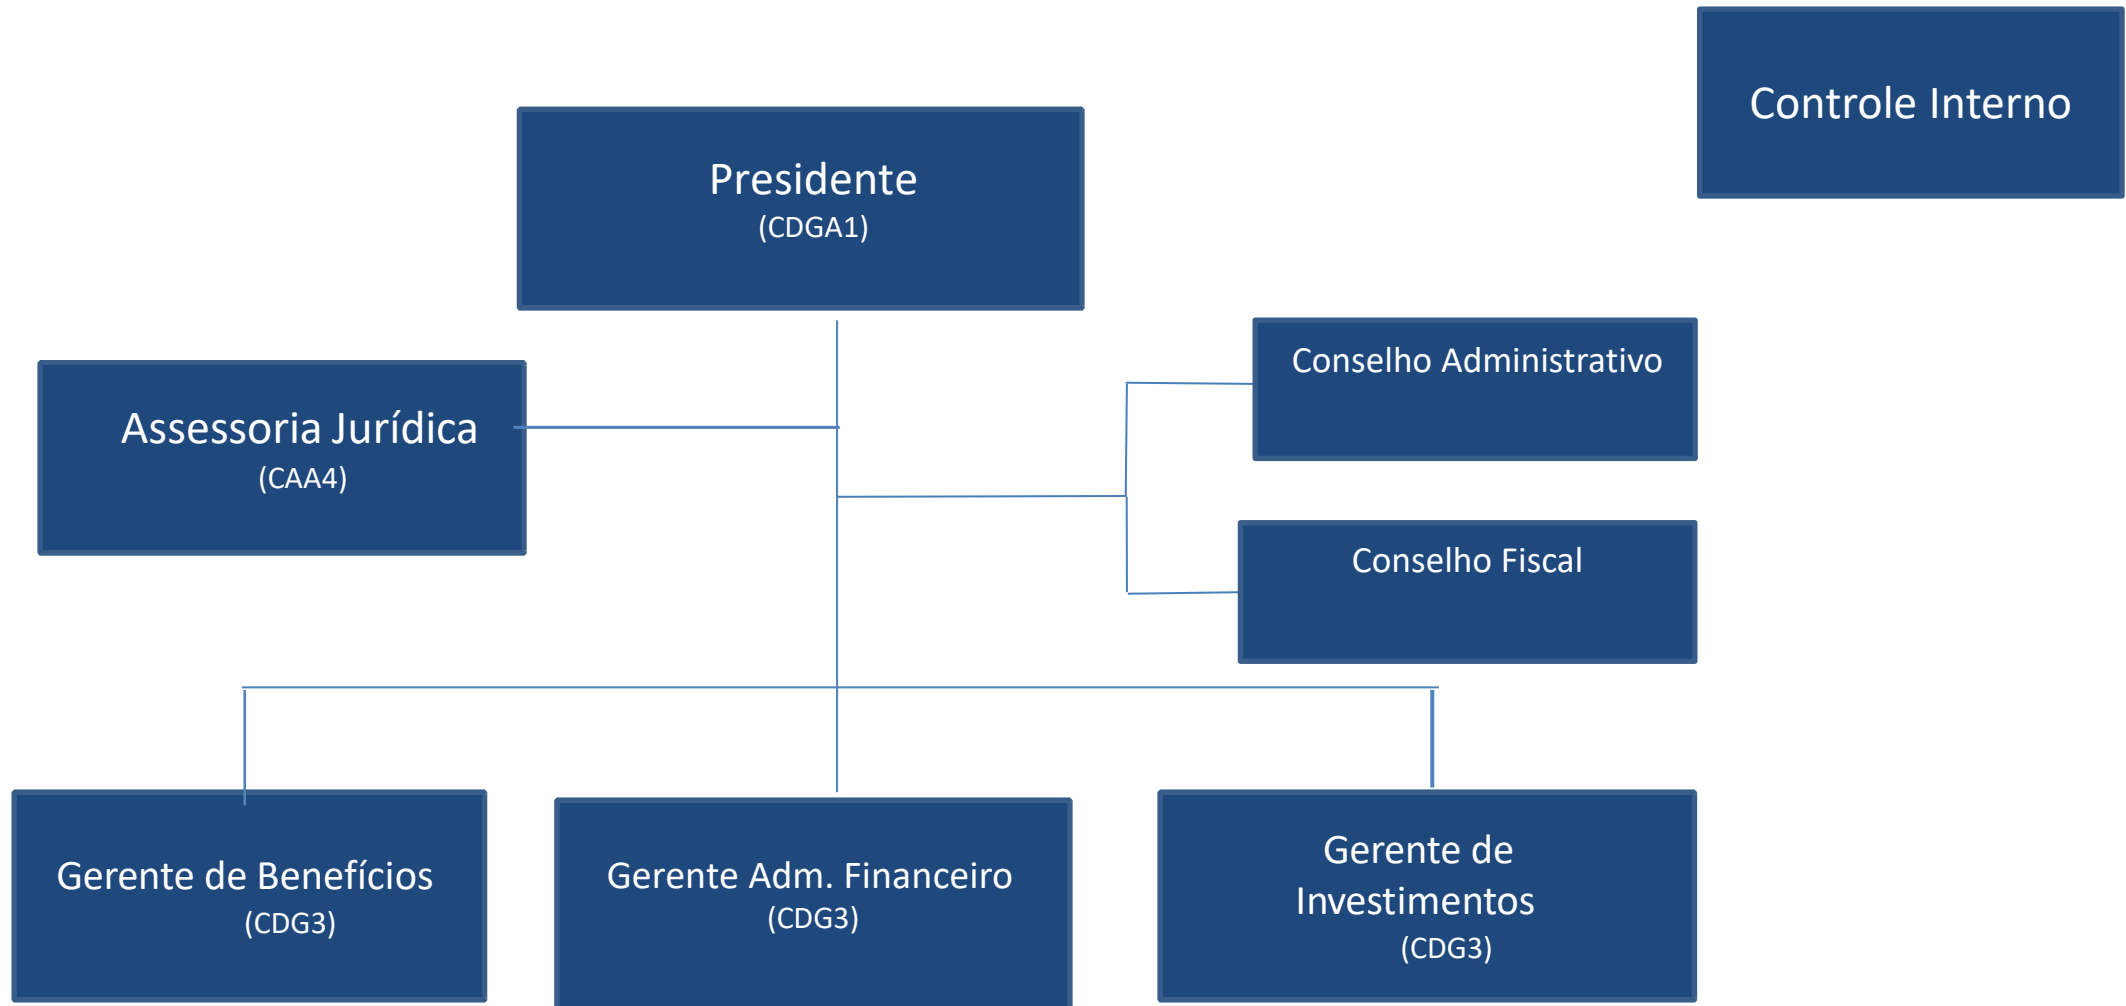 Controle Interno
Presidente
(CDGA1)
Conselho Administrativo
Assessoria Jurídica
(CAA4)
Conselho Fiscal
Gerente de Benefícios
(CDG3)
Gerente Adm. Financeiro
(CDG3)
Gerente de
Investimentos
(CDG3)